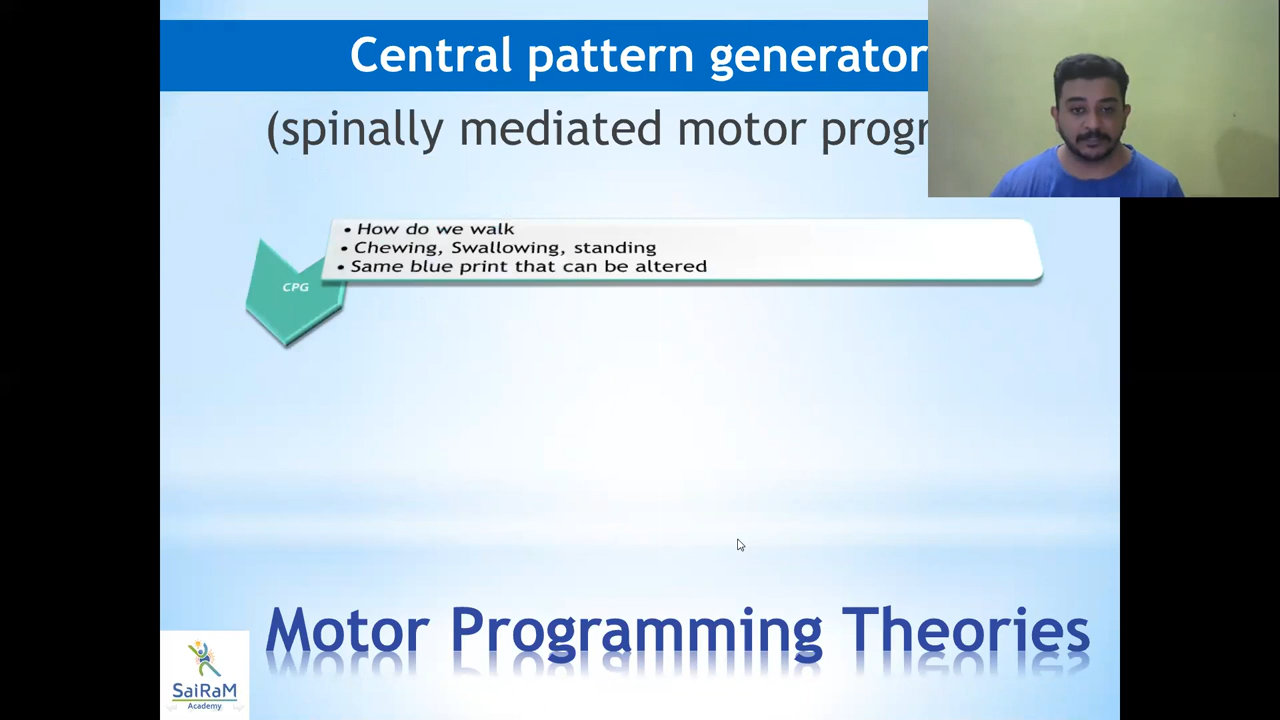 Central pattern generator
(spinally mediated motor
• How do we walk
• Chewing, Swallowing, standing
• Same blue print that can be altered
CPG
Motor Programming Theories
SaiRaM
Academy